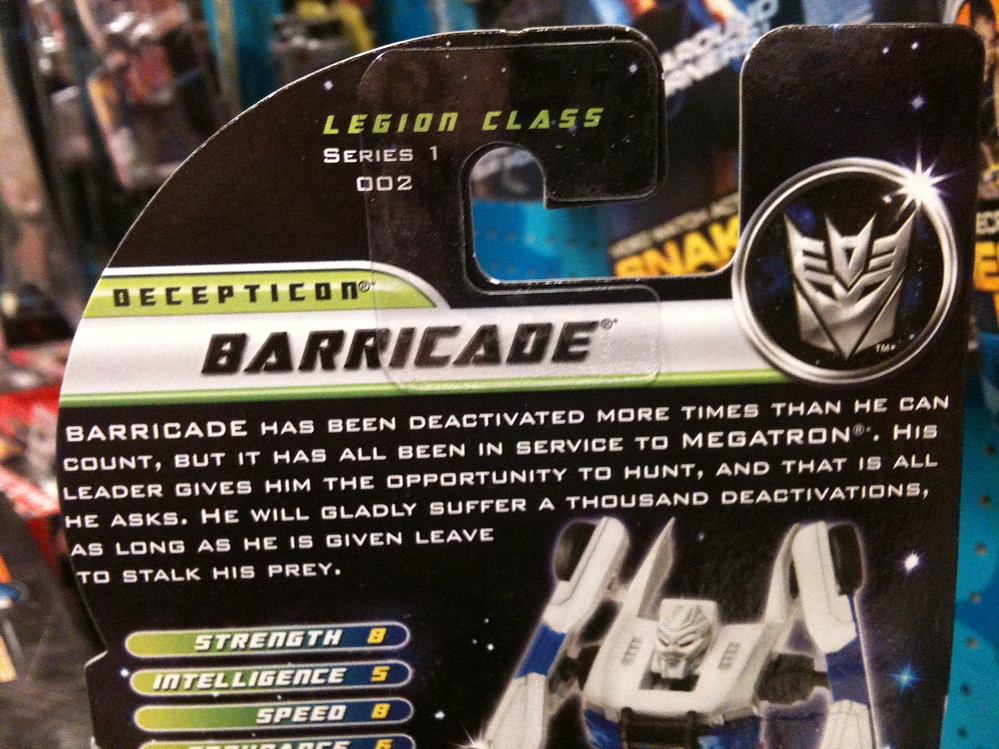 LEGION CLASS
SERIES 1
002
DECEPTICON®*
BARRICADE®*
TM*
BARRICADE HAS BEEN DEACTIVATED MORE TIMES THAN HE CAN
COUNT, BUT IT HAS ALL BEEN IN SERVICE TO MEGATRON®*. HIS
LEADER GIVES HIM THE OPPORTUNITY TO HUNT, AND THAT IS ALL
HE ASKS. HE WILL GLADLY SUFFER A THOUSAND DEACTIVATIONS,
AS LONG AS HE IS GIVEN LEAVE
TO STALK HIS PREY.
STRENGTH 8
INTELLIGENCE 5
SPEED 8
ENDURANCE 6
SNAK